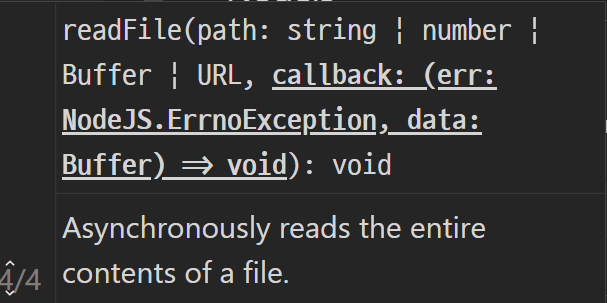 readFile(path: string ¦ number ¦
Buffer ¦ URL, callback: (err:
NodeJS.ErrnoException, data:
Buffer) => void): void
Asynchronously reads the entire
contents of a file.
4/4